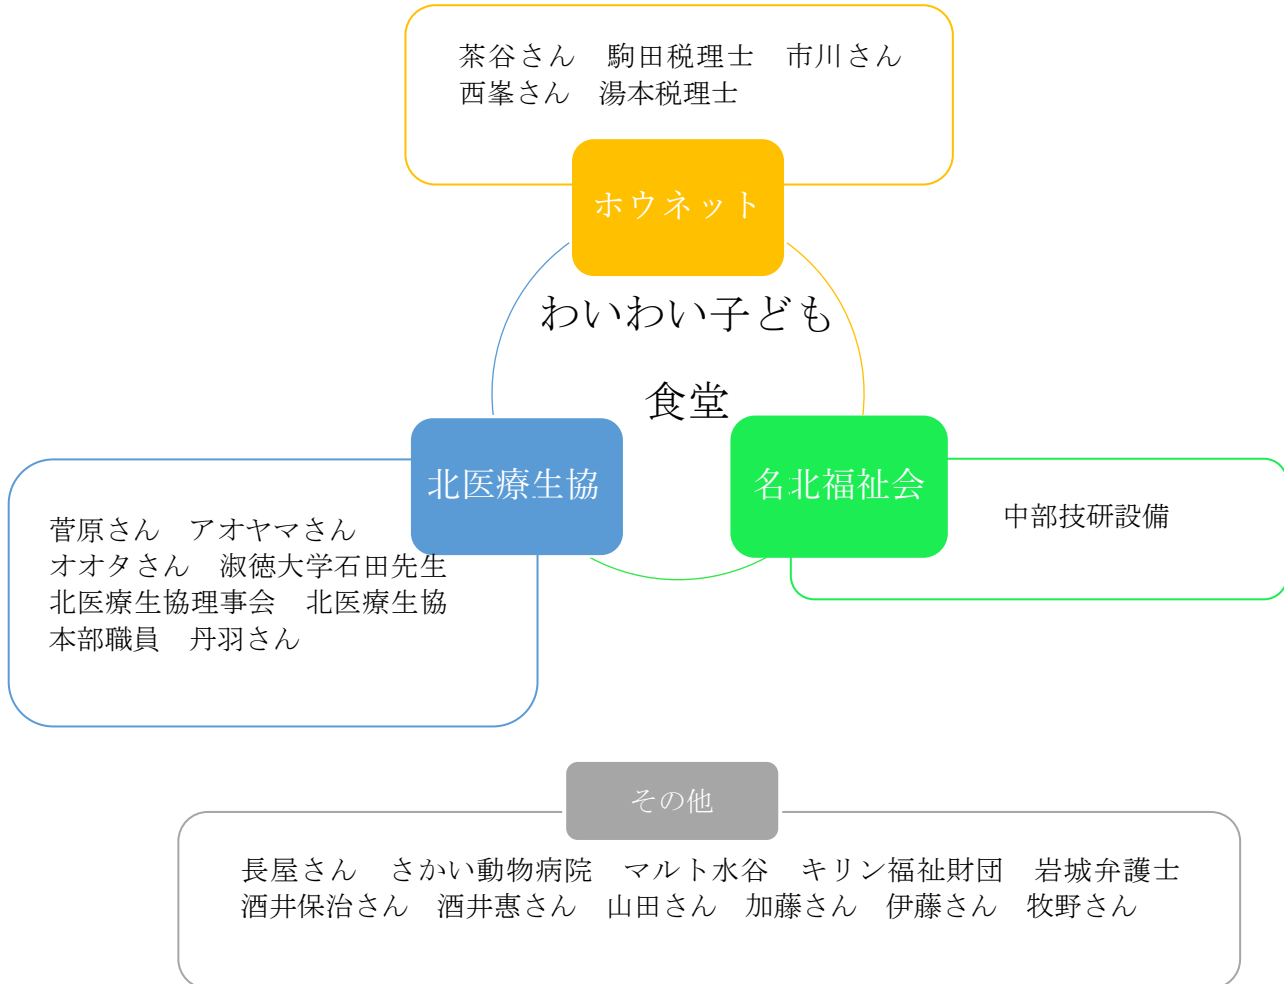 茶谷さん　駒田税理士　市川さん
西峯さん　湯本税理士
ホウネット
わいわい子ども
食堂
北医療生協
名北福祉会
菅原さん　アオヤマさん
オオタさん　淑徳大学石田先生
北医療生協理事会　北医療生協
本部職員　丹羽さん
中部技研設備
その他
長屋さん　さかい動物病院　マルト水谷　キリン福祉財団　岩城弁護士
酒井保治さん　酒井惠さん　山田さん　加藤さん　伊藤さん　牧野さん